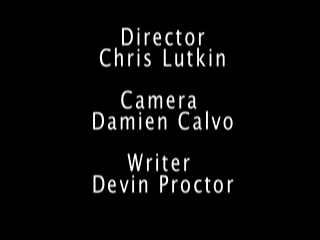 Director
Chris Lutkin
Camera
Damien Calvo
Writer
Devin Proctor